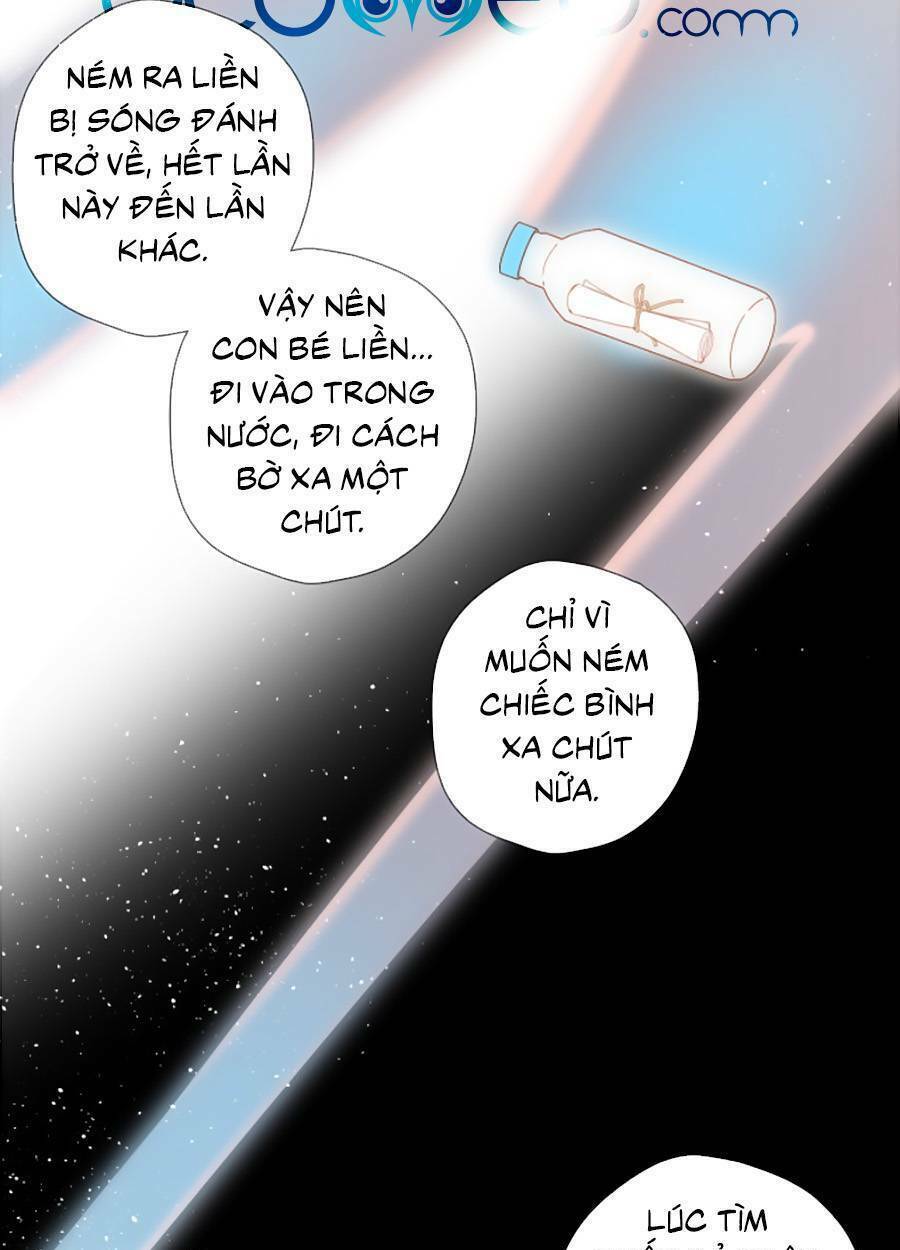 .com
NÉM RA LIỀN
BỊ SÓNG ĐÁNH
TRỞ VỀ, HẾT LẦN
NÀY ĐẾN LẦN
KHÁC.
VẬY NÊN
CON BÉ LIỀN...
ĐI VÀO TRONG
NƯỚC, ĐI CÁCH
BỜ XA MỘT
CHÚT.
CHỈ VÌ
MUỐN NÉM
CHIẾC BÌNH
XA CHÚT
NỮA.
LÚC TÌM